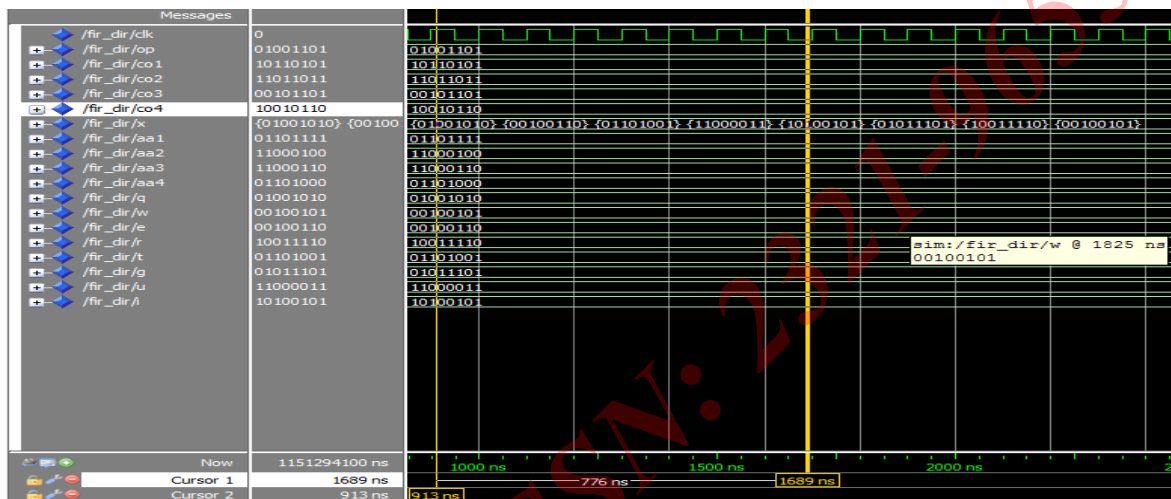 Messages
/fir_dir/clk 0
/fir_dir/op 01001101 01001101
/fir_dir/co1 10110101 10110101
/fir_dir/co2 11011011 11011011
/fir_dir/co3 00101101 00101101
/fir_dir/co4 10010110 10010110
/fir_dir/x {01001010} {00100 {01001010} {00100110} {01101001} {11000011} {10100101} {01011101} {10011110} {00100101}
/fir_dir/aa1 01101111 01101111
/fir_dir/aa2 11000100 11000100
/fir_dir/aa3 11000110 11000110
/fir_dir/aa4 01101000 01101000
/fir_dir/q 01001010 01001010
/fir_dir/w 00100101 00100101
/fir_dir/e 00100110 00100110
/fir_dir/r 10011110 10011110
/fir_dir/t 01101001 01101001
/fir_dir/g 01011101 01011101
/fir_dir/u 11000011 11000011
/fir_dir/i 10100101 10100101
sim:/fir_dir/w @ 1825 ns
00100101
Now 1151294100 ns 1000 ns 1500 ns 2000 ns
Cursor 1 1689 ns 776 ns 1689 ns
Cursor 2 913 ns 913 ns